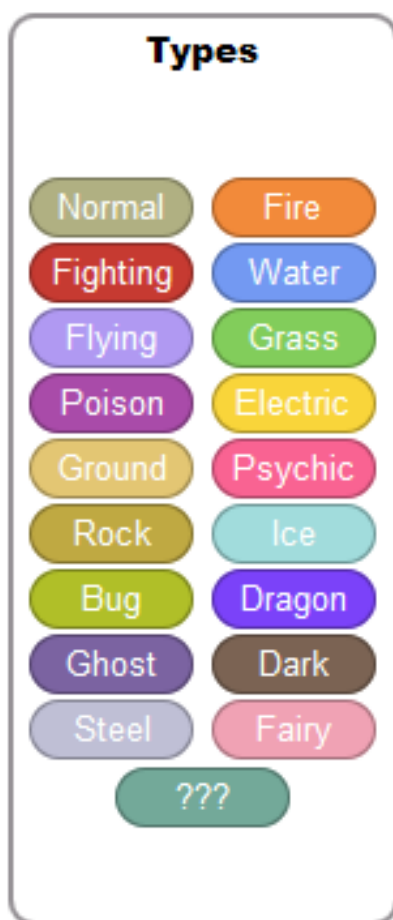 Types
Normal Fire
Fighting Water
Flying Grass
Poison Electric
Ground Psychic
Rock Ice
Bug Dragon
Ghost Dark
Steel Fairy
???